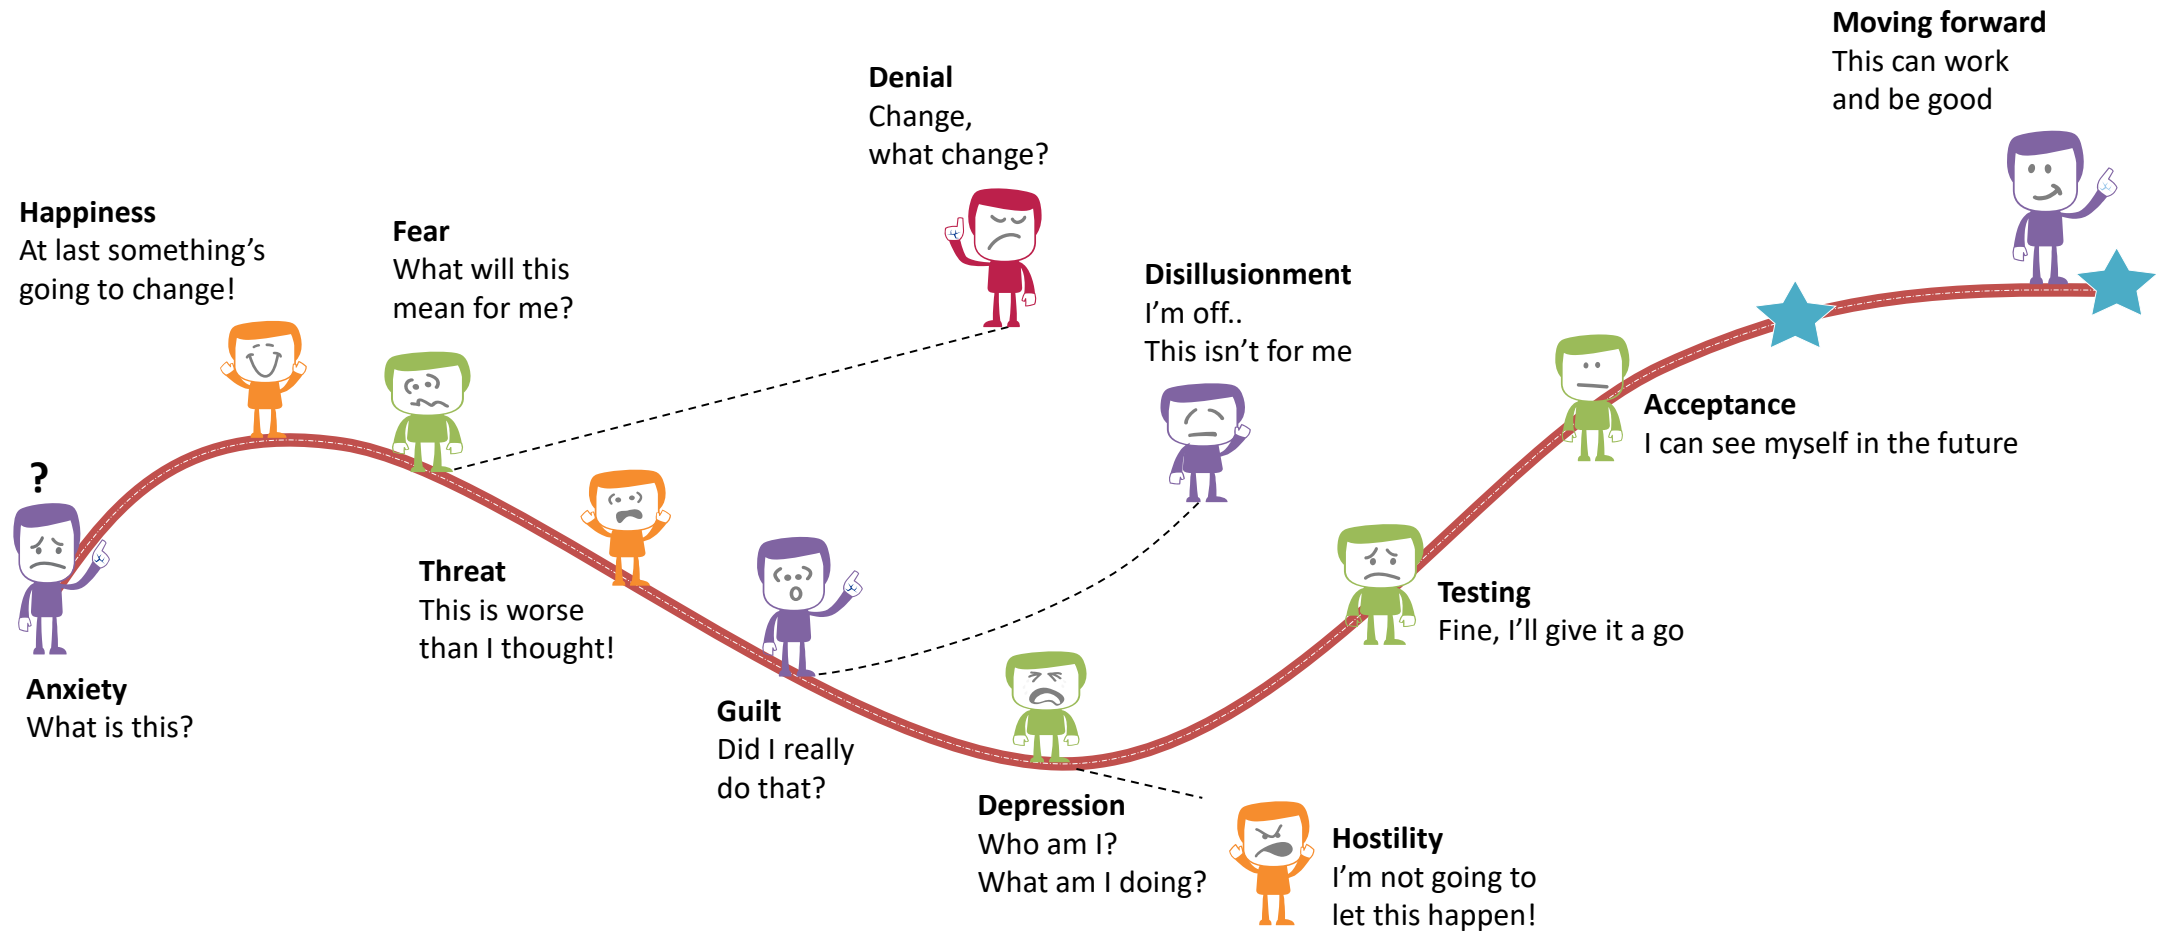 Moving forward
This can work
and be good
Denial
Change,
what change?
Happiness
At last something’s
going to change!
Fear
What will this
mean for me?
Disillusionment
I’m off..
This isn’t for me
Acceptance
I can see myself in the future
?
Threat
This is worse
than I thought!
Testing
Fine, I’ll give it a go
Anxiety
What is this?
Guilt
Did I really
do that?
Depression
Who am I?
What am I doing?
Hostility
I’m not going to
let this happen!